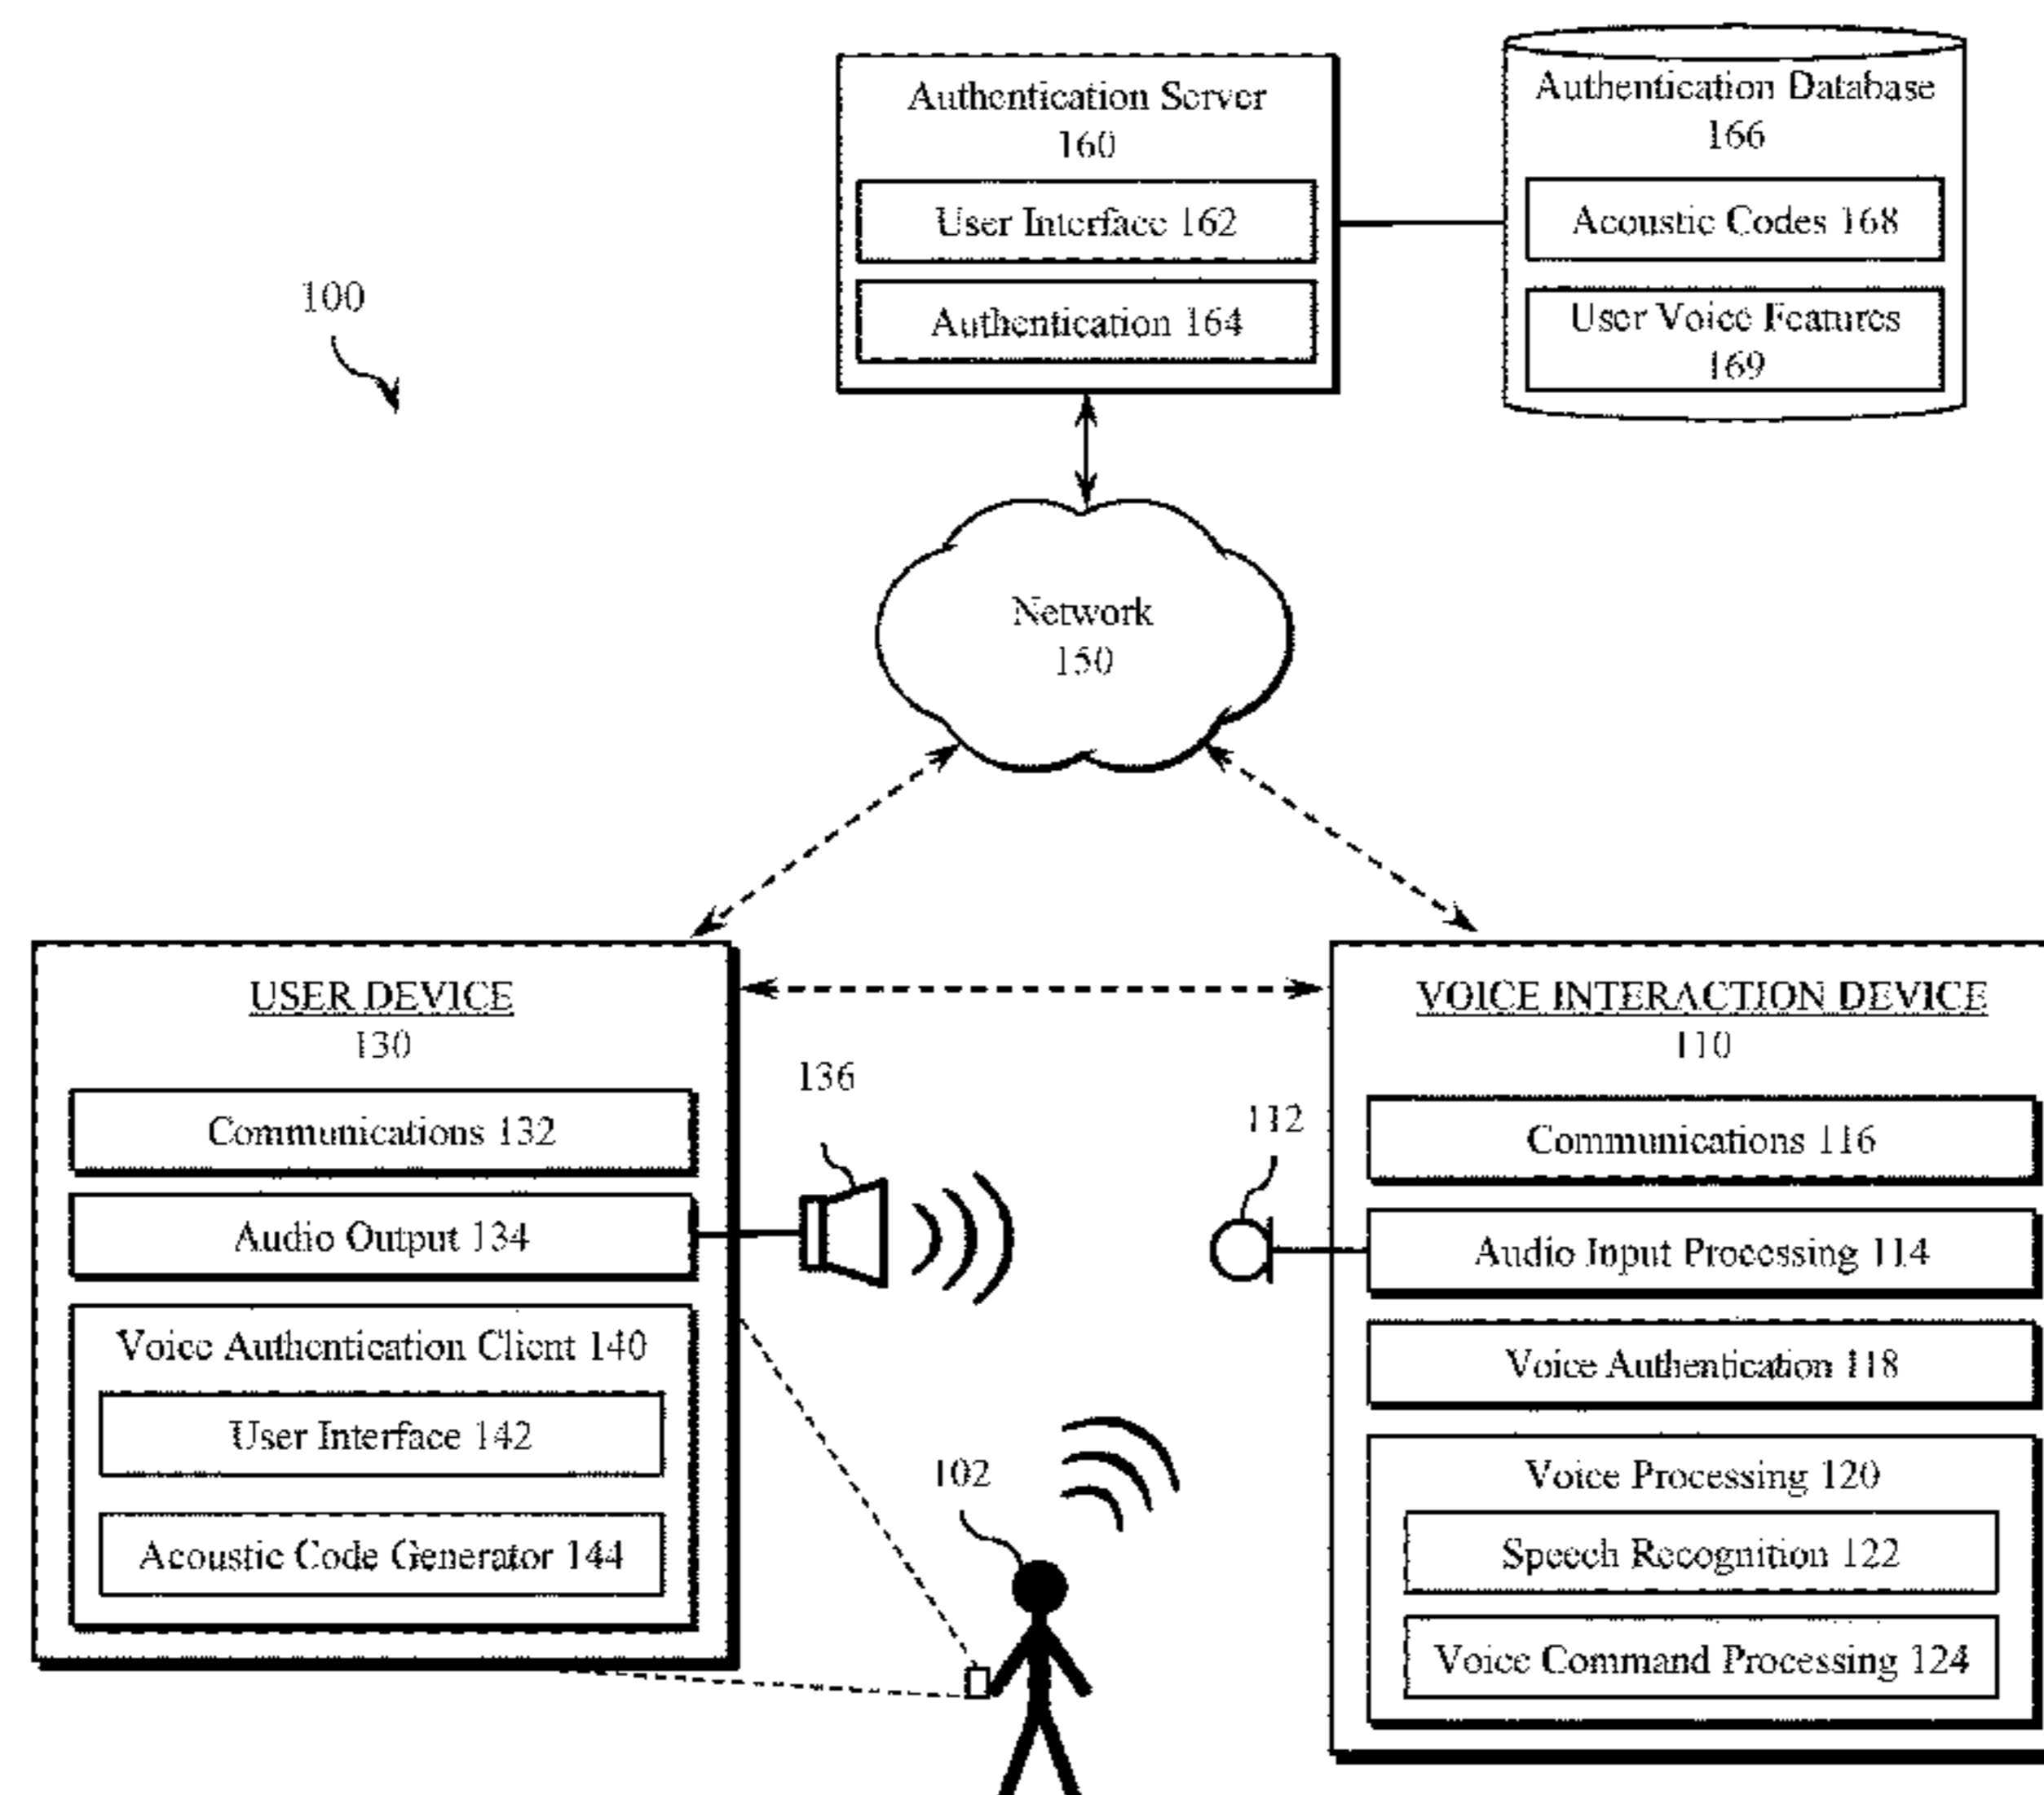 Authentication Server
160
User Interface 162
Authentication 164
Authentication Database
166
Acoustic Codes 168
User Voice Features
169
100
Network
150
USER DEVICE
130
Communications 132
Audio Output 134
Voice Authentication Client 140
User Interface 142
Acoustic Code Generator 144
136
112
102
VOICE INTERACTION DEVICE
110
Communications 116
Audio Input Processing 114
Voice Authentication 118
Voice Processing 120
Speech Recognition 122
Voice Command Processing 124